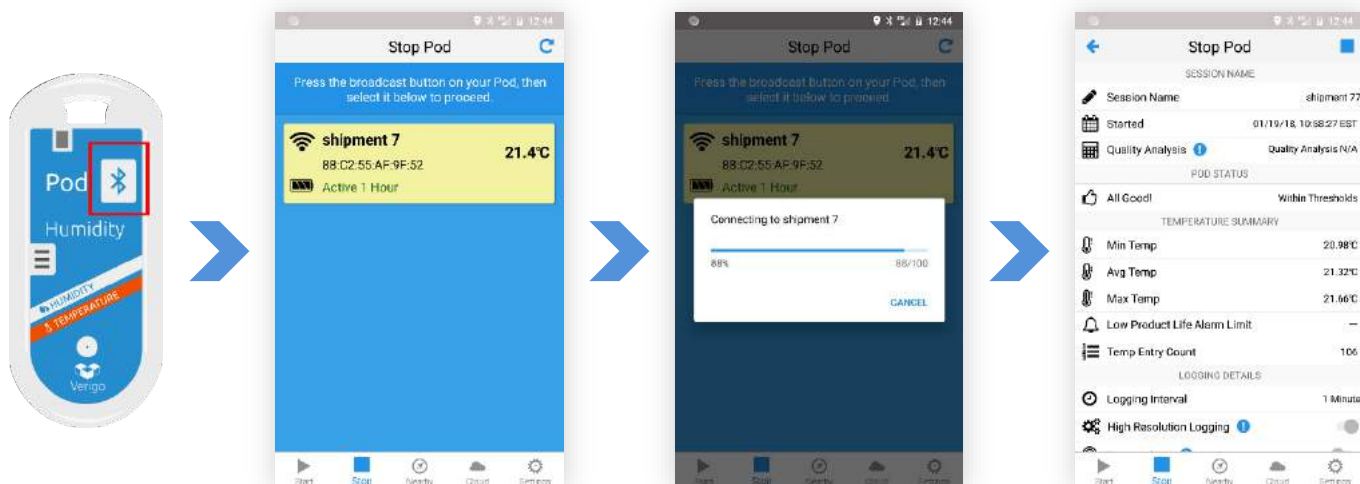 Pod
Humidity
HUMIDITY
TEMPERATURE
Verigo
12:44
Stop Pod
Press the broadcast button on your Pod, then
select it below to proceed.
shipment 7
88:C2:55:AF:9F:52
21.4°C
Active 1 Hour
Start Stop Nearby Cloud Settings
12:44
Stop Pod
Press the broadcast button on your Pod, then
select it below to proceed
shipment 7
88:C2:55:AF:9F:52
21.4°C
Active 1 Hour
Connecting to shipment 7
88% 88/100
CANCEL
Start Stop Nearby Cloud Settings
12:44
Stop Pod
SESSION NAME
Session Name shipment 77
Started 01/19/18, 10:58:27 EST
Quality Analysis Quality Analysis N/A
POD STATUS
All Good! Within Thresholds
TEMPERATURE SUMMARY
Min Temp 20.98°C
Avg Temp 21.32°C
Max Temp 21.66°C
Low Product Life Alarm Limit —
Temp Entry Count 106
LOGGING DETAILS
Logging Interval 1 Minute
High Resolution Logging
Start Stop Nearby Cloud Settings